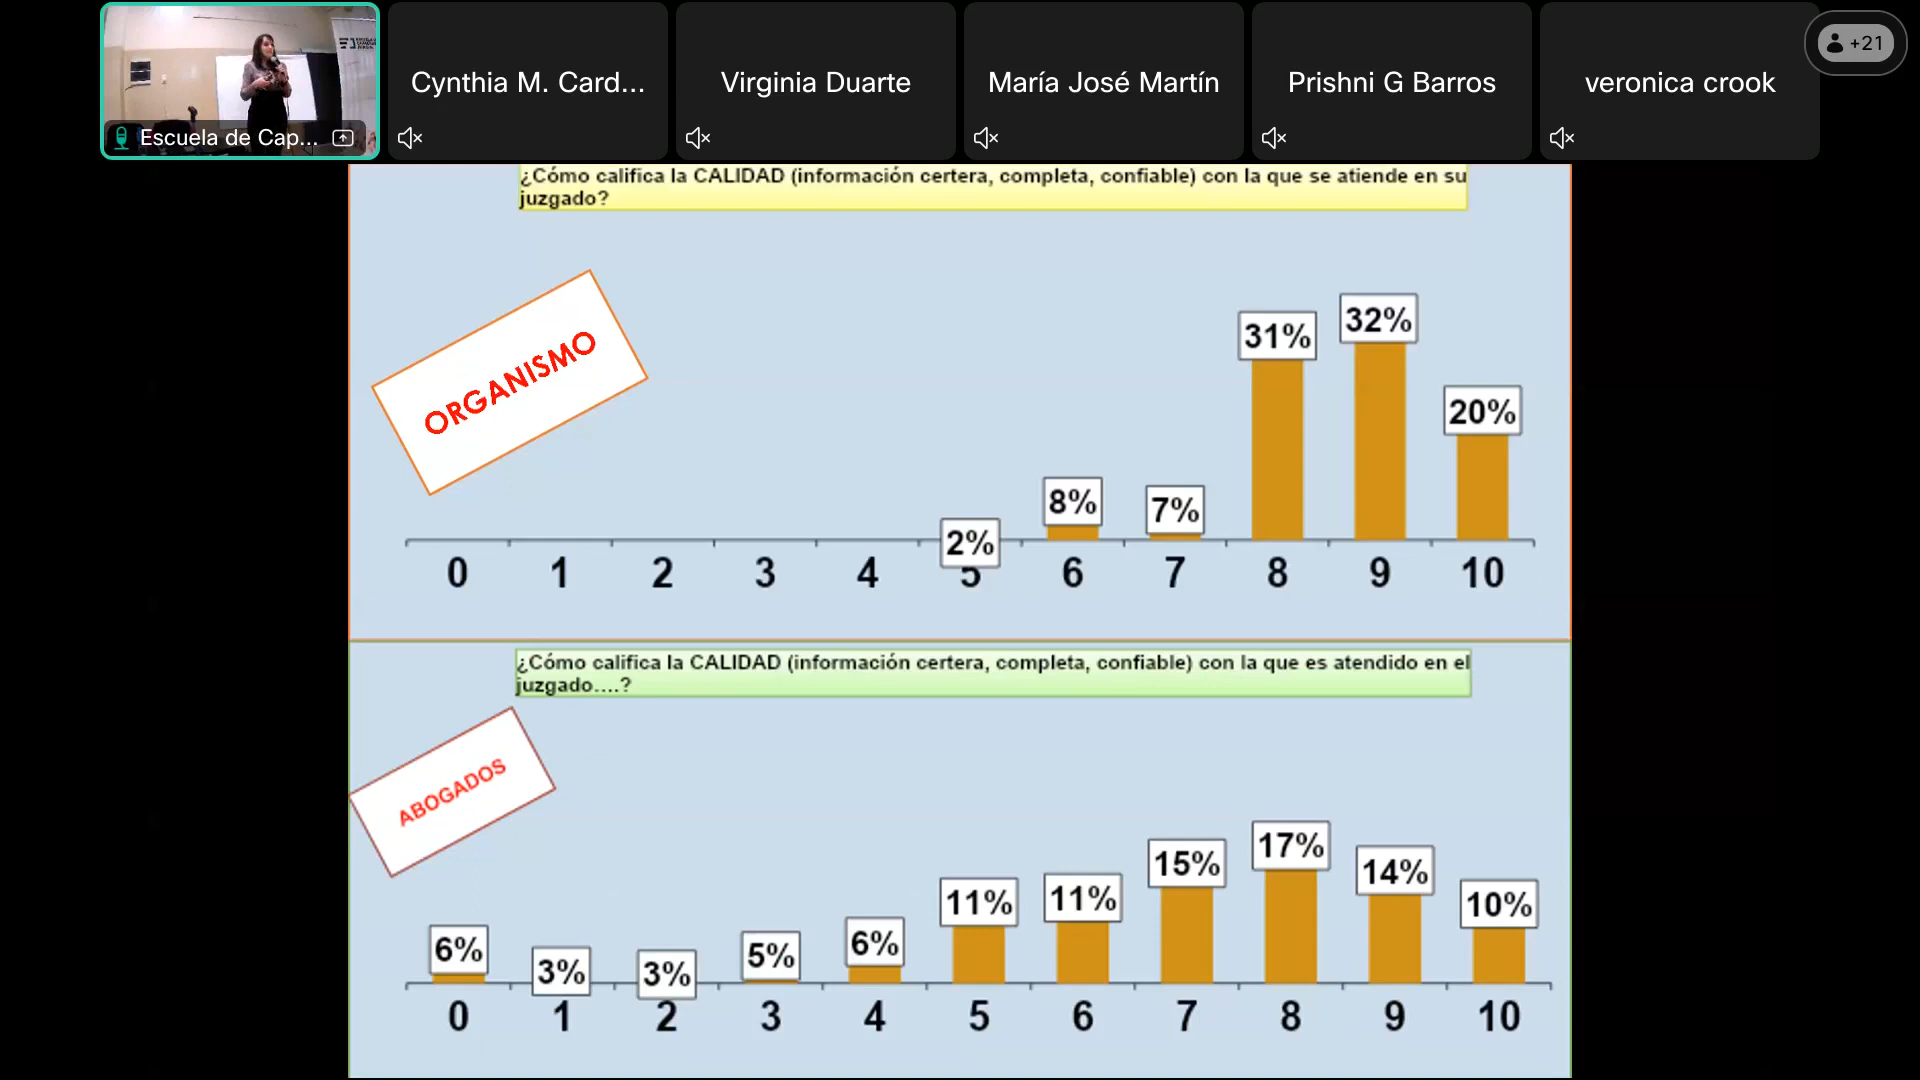 Escuela de Cap...
Cynthia M. Card...
Virginia Duarte
María José Martín
Prishni G Barros
veronica crook
+21
¿Cómo califica la CALIDAD (información certera, completa, confiable) con la que se atiende en su
juzgado?
ORGANISMO
2%
8%
7%
31%
32%
20%
0 1 2 3 4 5 6 7 8 9 10
¿Cómo califica la CALIDAD (información certera, completa, confiable) con la que es atendido en el
juzgado....?
ABOGADOS
6%
3%
3%
5%
6%
11%
11%
15%
17%
14%
10%
0 1 2 3 4 5 6 7 8 9 10